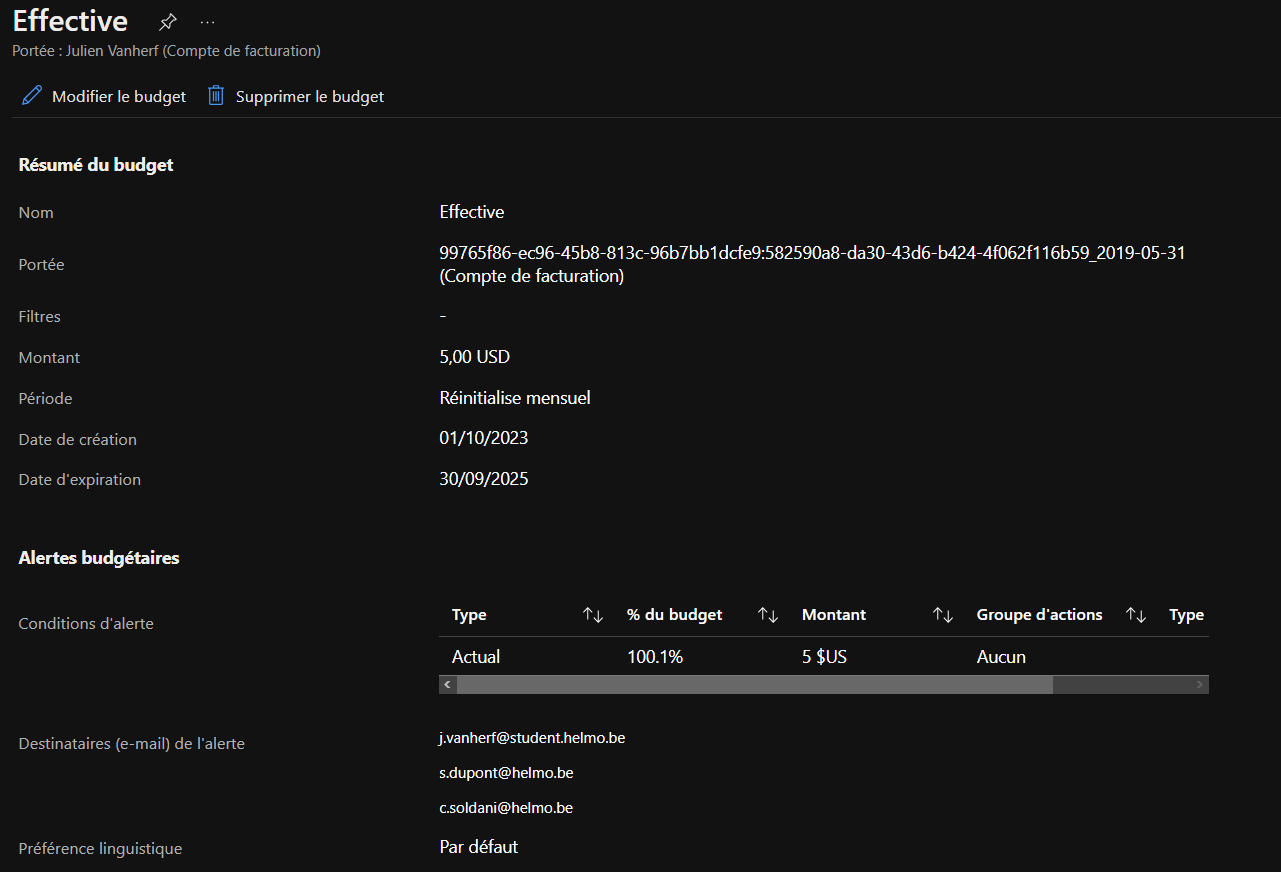 Effective
Portée : Julien Vanherf (Compte de facturation)
Modifier le budget Supprimer le budget
Résumé du budget
Nom Effective
Portée 99765f86-ec96-45b8-813c-96b7bb1dcfe9:582590a8-da30-43d6-b424-4f062f116b59_2019-05-31
(Compte de facturation)
Filtres -
Montant 5,00 USD
Période Réinitialise mensuel
Date de création 01/10/2023
Date d'expiration 30/09/2025
Alertes budgétaires
Conditions d'alerte
Type % du budget Montant Groupe d'actions Type
Actual 100.1% 5 $US Aucun
Destinataires (e-mail) de l'alerte j.vanherf@student.helmo.be
s.dupont@helmo.be
c.soldani@helmo.be
Préférence linguistique Par défaut